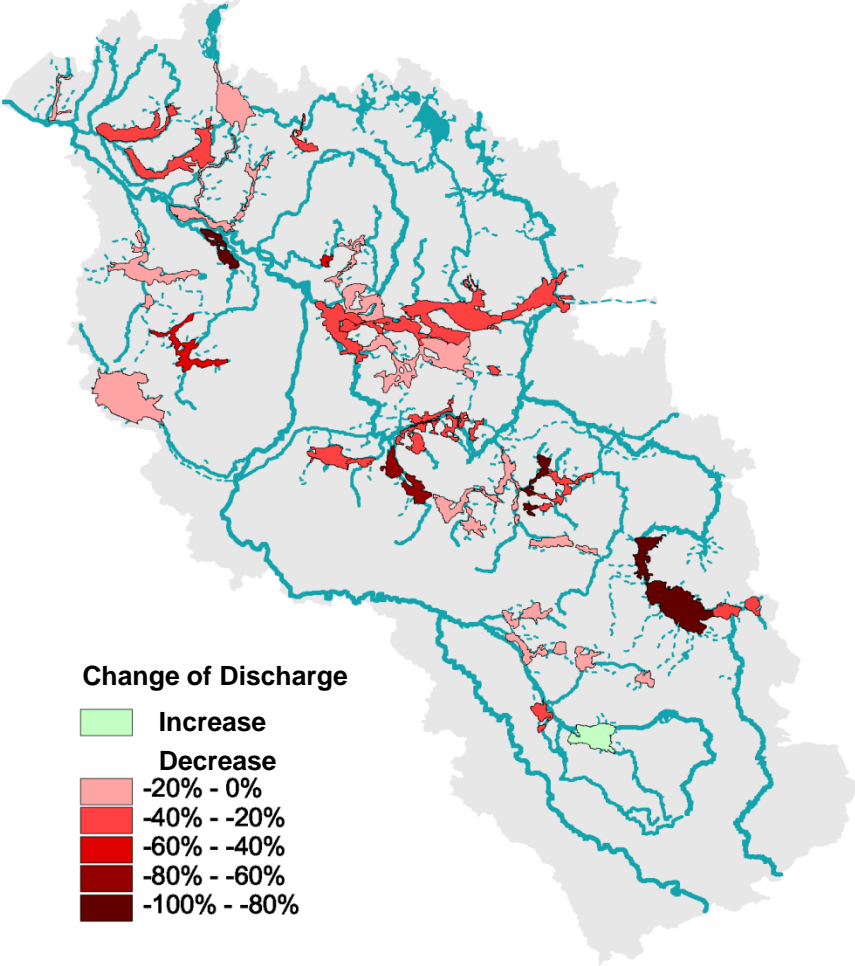 Change of Discharge
Increase
Decrease
-20% - 0%
-40% - -20%
-60% - -40%
-80% - -60%
-100% - -80%